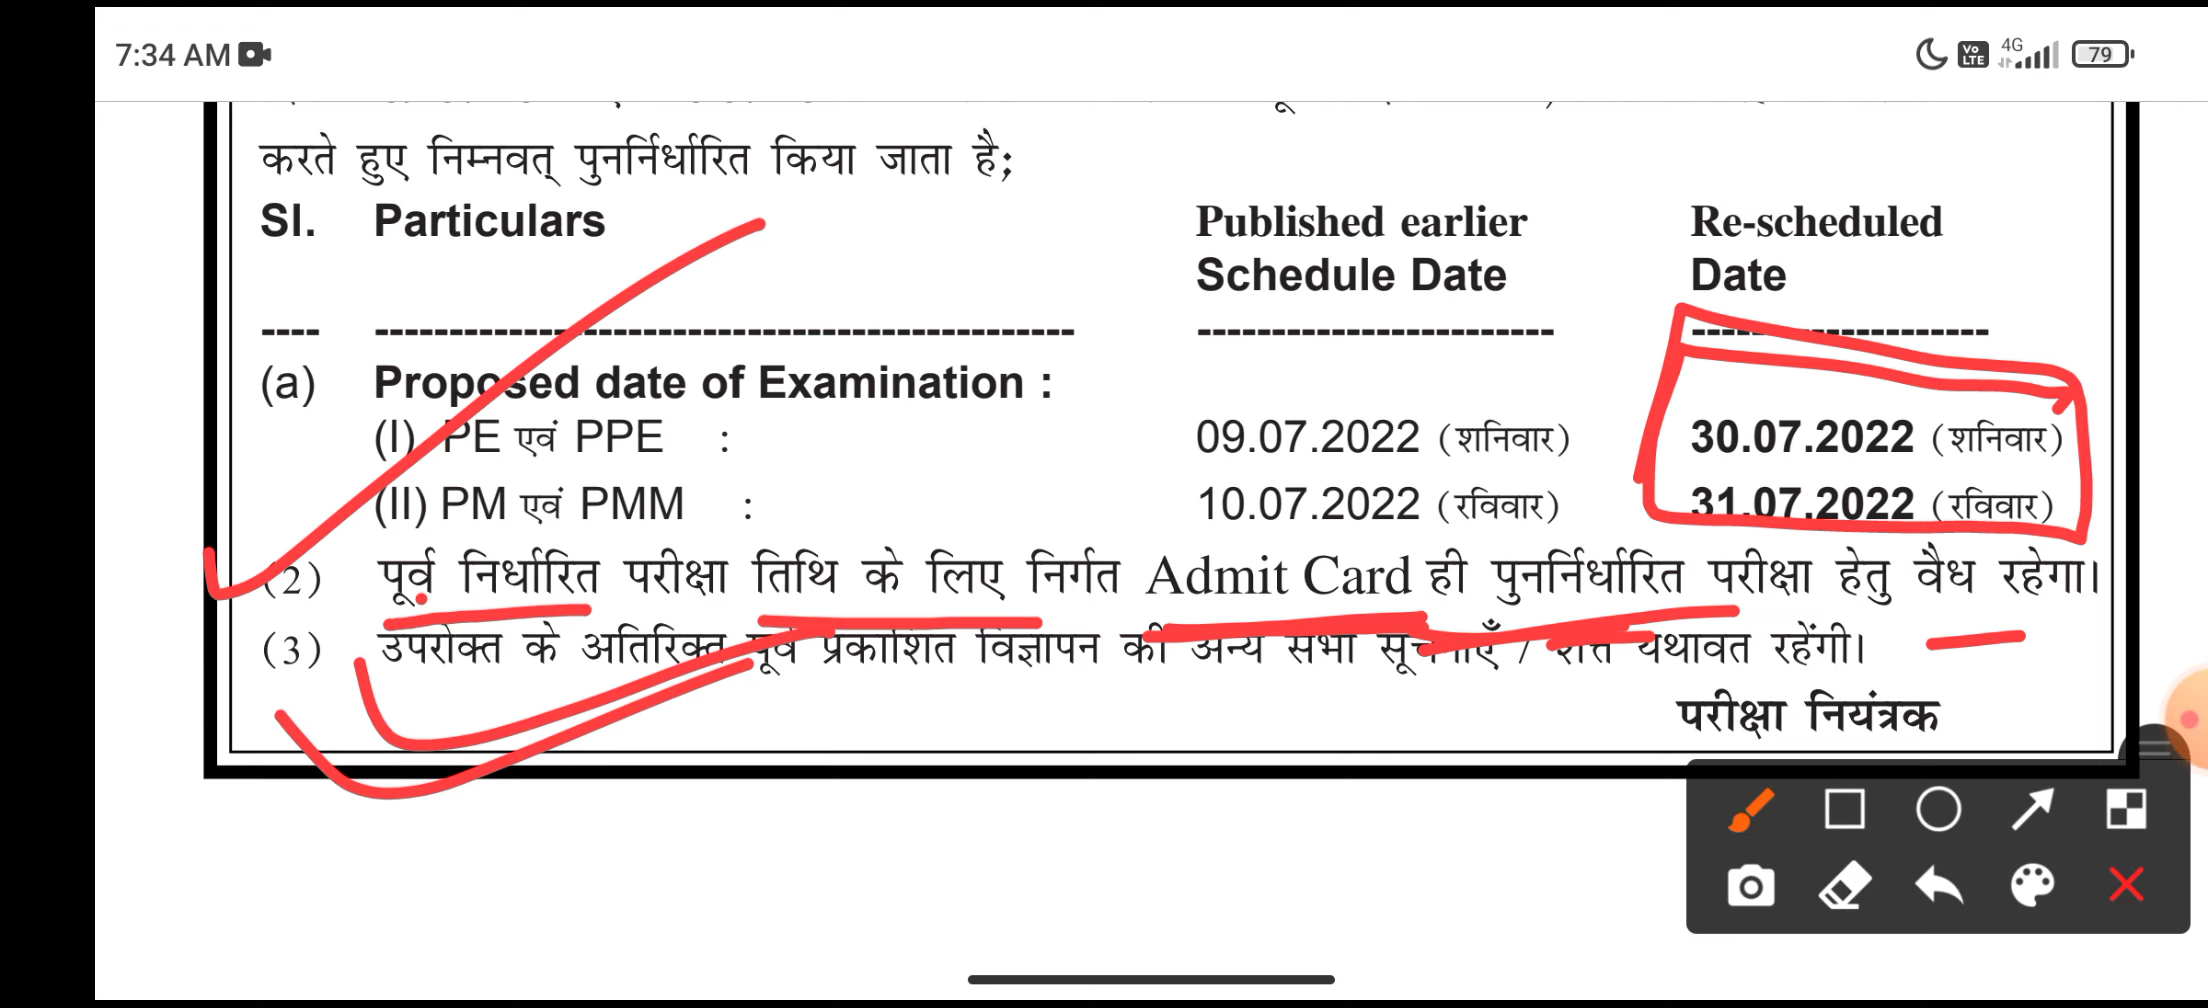 7:34 AM
Vo LTE 4G 79
करते हुए निम्नवत् पुनर्निर्धारित किया जाता है;
Sl. Particulars Published earlier Re-scheduled
Schedule Date Date
---- ----------------------------------------------- ------------------------ --------------------
(a) Proposed date of Examination :
(I) PE एवं PPE : 09.07.2022 (शनिवार) 30.07.2022 (शनिवार)
(II) PM एवं PMM : 10.07.2022 (रविवार) 31.07.2022 (रविवार)
(2) पूर्व निर्धारित परीक्षा तिथि के लिए निर्गत Admit Card ही पुनर्निर्धारित परीक्षा हेतु वैध रहेगा।
(3) उपरोक्त के अतिरिक्त पूर्व प्रकाशित विज्ञापन की अन्य सभी सूचनाएँ / शर्तें यथावत रहेंगी।
परीक्षा नियंत्रक